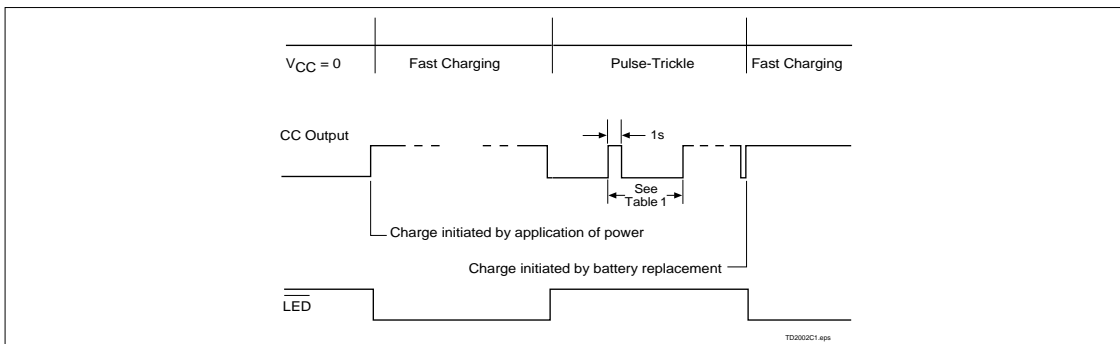 VCC = 0
Fast Charging
Pulse-Trickle
Fast Charging
CC Output
1s
See
Table 1
Charge initiated by application of power
Charge initiated by battery replacement
LED
TD2002C1.eps